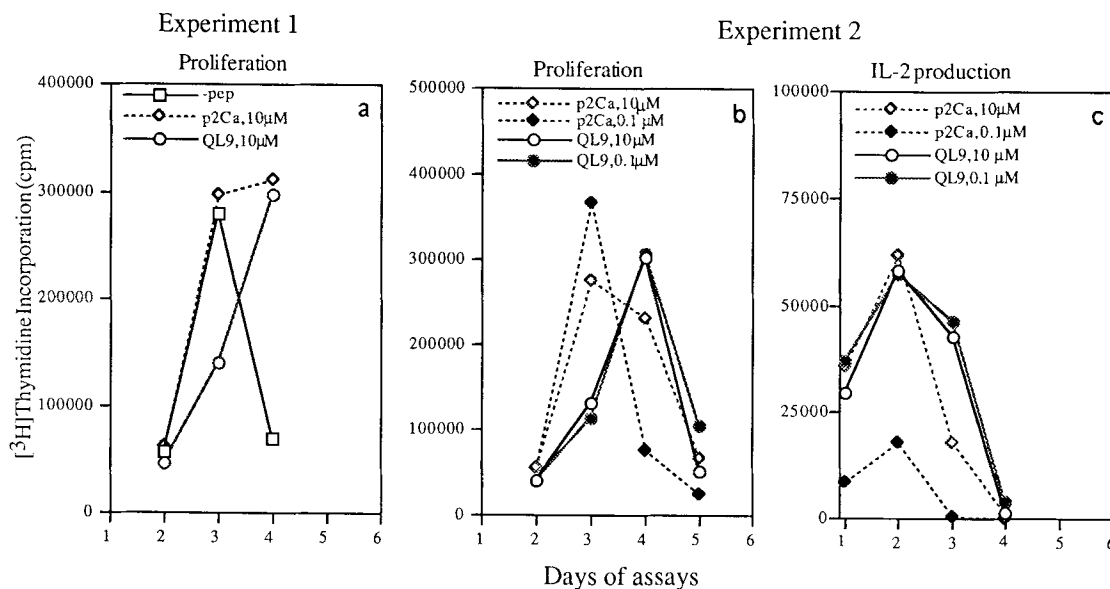 Experiment 1
Experiment 2
Proliferation
Proliferation
IL-2 production
a
-pep
p2Ca,10μM
QL9,10μM
400000
300000
200000
100000
0
1 2 3 4 5 6
[³H]Thymidine Incorporation (cpm)
b
p2Ca,10μM
p2Ca,0.1 μM
QL9,10μM
QL9,0.1μM
500000
400000
300000
200000
100000
0
1 2 3 4 5 6
c
p2Ca,10μM
p2Ca,0.1μM
QL9,10 μM
QL9,0.1 μM
100000
75000
50000
25000
0
1 2 3 4 5 6
Days of assays